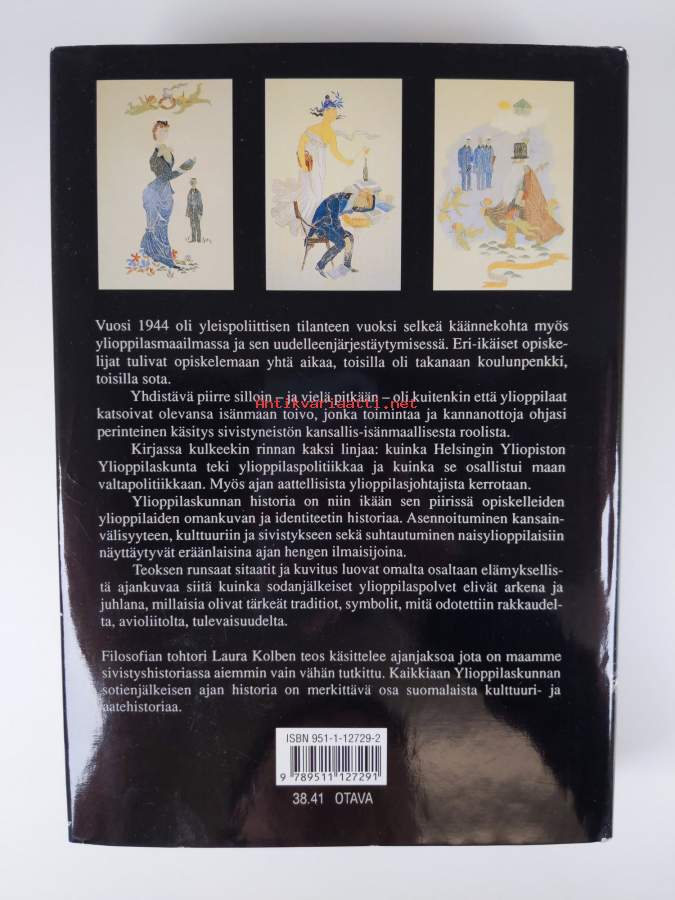 Vuosi 1944 oli yleispoliittisen tilanteen vuoksi selkeä käännekohta myös
ylioppilasmaailmassa ja sen uudelleenjärjestäytymisessä. Eri-ikäiset opiske-
lijat tulivat opiskelemaan yhtä aikaa, toisilla oli takanaan koulunpenkki,
toisilla sota.
Yhdistävä piirre silloin – ja vielä pitkään – oli kuitenkin että ylioppilaat
Antikvariaatti.net
katsoivat olevansa isänmaan toivo, jonka toimintaa ja kannanottoja ohjasi
perinteinen käsitys sivistyneistön kansallis-isänmaallisesta roolista.
Kirjassa kulkeekin rinnan kaksi linjaa: kuinka Helsingin Yliopiston
Ylioppilaskunta teki ylioppilaspolitiikkaa ja kuinka se osallistui maan
valtapolitiikkaan. Myös ajan aatteellisista ylioppilasjohtajista kerrotaan.
Ylioppilaskunnan historia on niin ikään sen piirissä opiskelleiden
ylioppilaiden omankuvan ja identiteetin historiaa. Asennoituminen kansain-
välisyyteen, kulttuuriin ja sivistykseen sekä suhtautuminen naisylioppilaisiin
näyttäytyvät eräänlaisina ajan hengen ilmaisijoina.
Teoksen runsaat sitaatit ja kuvitus luovat omalta osaltaan elämyksellis-
tä ajankuvaa siitä kuinka sodanjälkeiset ylioppilaspolvet elivät arkena ja
juhlana, millaisia olivat tärkeät traditiot, symbolit, mitä odotettiin rakkaudel-
ta, avioliitolta, tulevaisuudelta.
Filosofian tohtori Laura Kolben teos käsittelee ajanjaksoa jota on maamme
sivistyshistoriassa aiemmin vain vähän tutkittu. Kaikkiaan Ylioppilaskunnan
sotienjälkeisen ajan historia on merkittävä osa suomalaista kulttuuri- ja
aatehistoriaa.
ISBN 951-1-12729-2
9 789511 127291
38.41 OTAVA